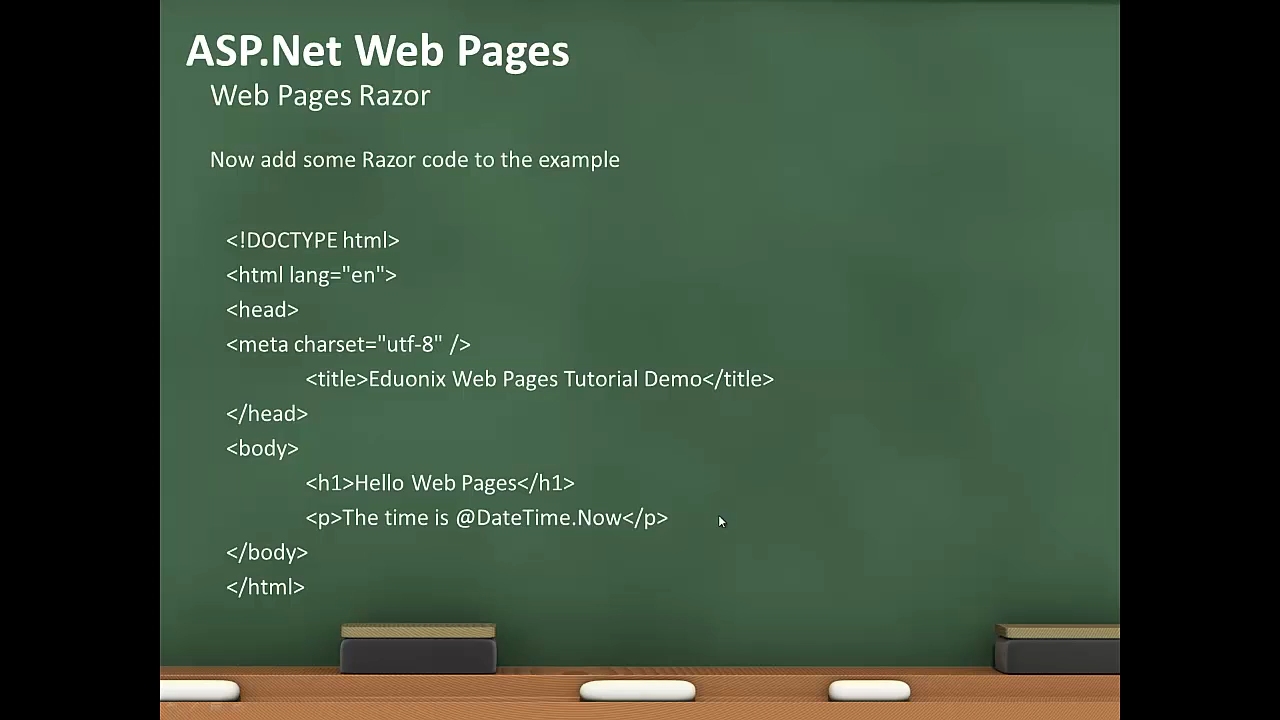 ASP.Net Web Pages
Web Pages Razor
Now add some Razor code to the example
<!DOCTYPE html>
<html lang="en">
<head>
<meta charset="utf-8" />
<title>Eduonix Web Pages Tutorial Demo</title>
</head>
<body>
<h1>Hello Web Pages</h1>
<p>The time is @DateTime.Now</p>
</body>
</html>